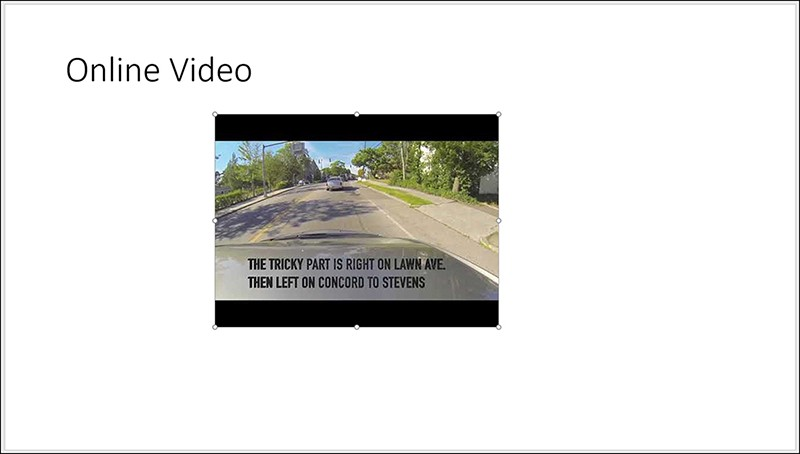 Online Video
THE TRICKY PART IS RIGHT ON LAWN AVE.
THEN LEFT ON CONCORD TO STEVENS